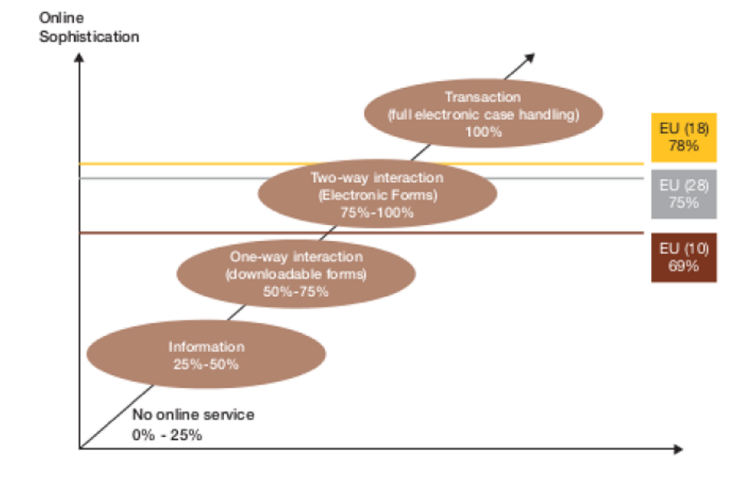 Online
Sophistication
Transaction
(full electronic case handling)
100%
EU (18)
78%
Two-way interaction
(Electronic Forms)
75%-100%
EU (28)
75%
One-way interaction
(downloadable forms)
50%-75%
EU (10)
69%
Information
25%-50%
No online service
0% - 25%